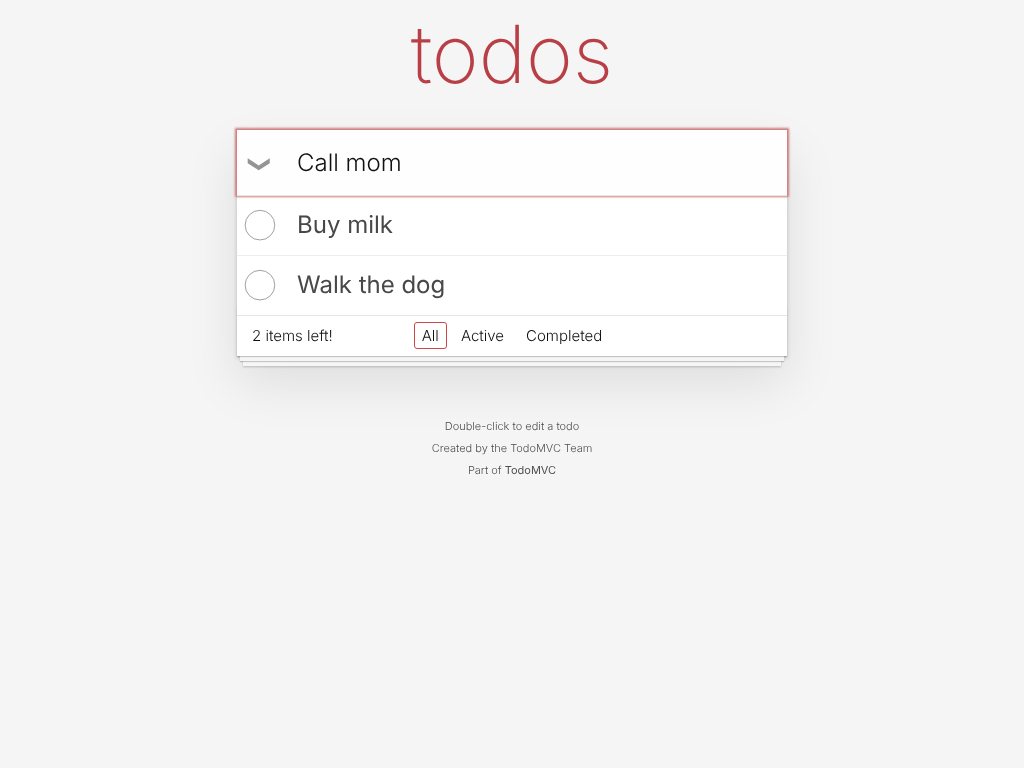 todos
Call mom
Buy milk
Walk the dog
2 items left! All Active Completed
Double-click to edit a todo
Created by the TodoMVC Team
Part of TodoMVC